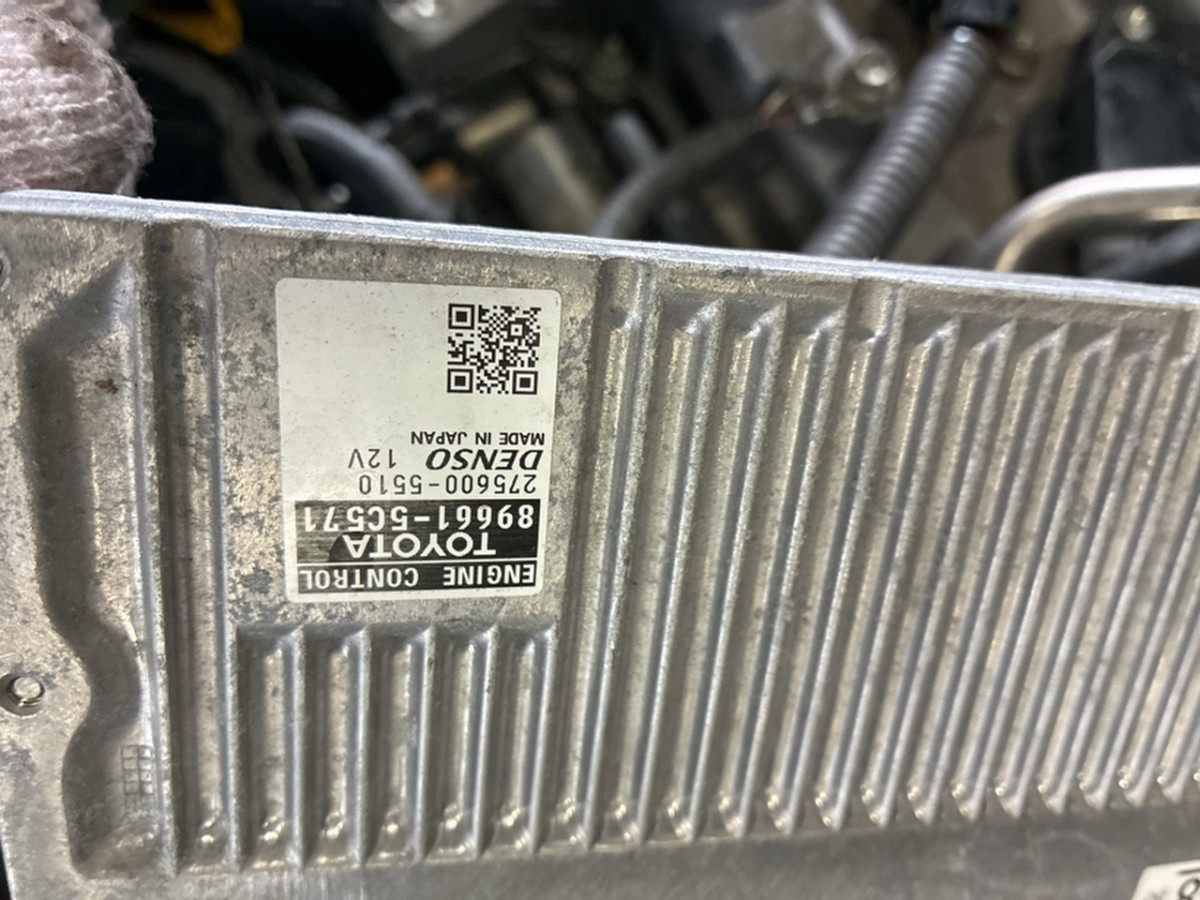 ENGINE CONTROL
TOYOTA
89661-5C571
275600-5510
DENSO 12V
MADE IN JAPAN